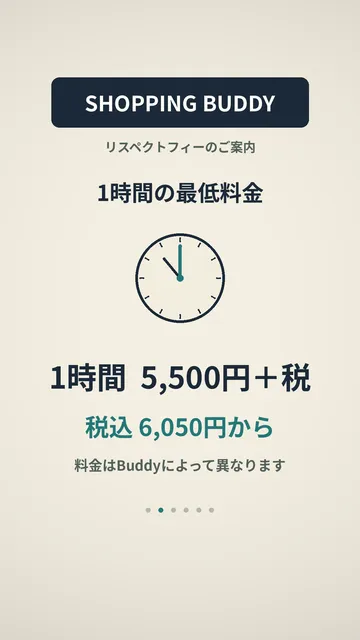 SHOPPING BUDDY
リスペクトフィーのご案内
1時間の最低料金
1時間 5,500円＋税
税込 6,050円から
料金はBuddyによって異なります